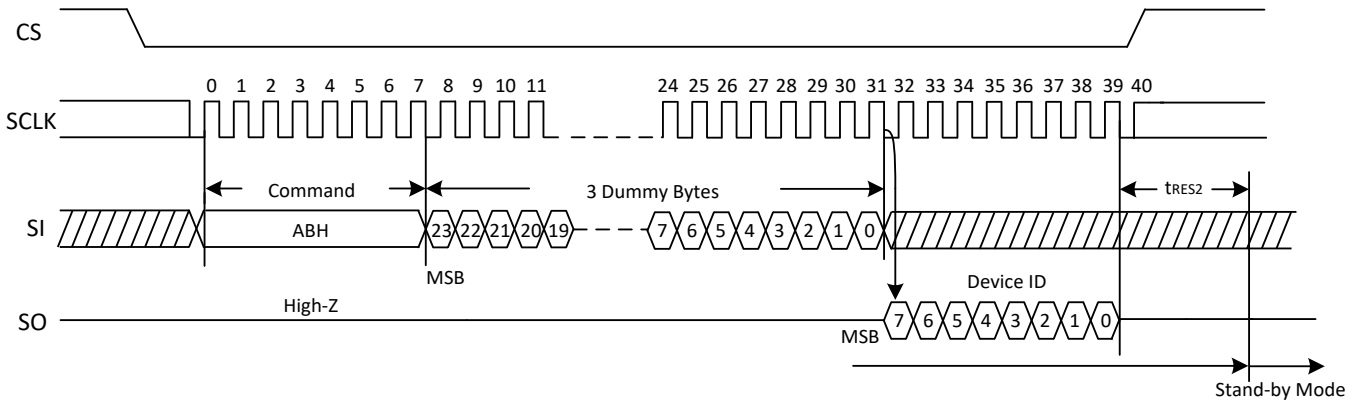 CS
0 1 2 3 4 5 6 7 8 9 10 11 24 25 26 27 28 29 30 31 32 33 34 35 36 37 38 39 40
SCLK
Command 3 Dummy Bytes tRES2
SI ABH 23 22 21 20 19 7 6 5 4 3 2 1 0
MSB
High-Z Device ID
SO 7 6 5 4 3 2 1 0
MSB
Stand-by Mode